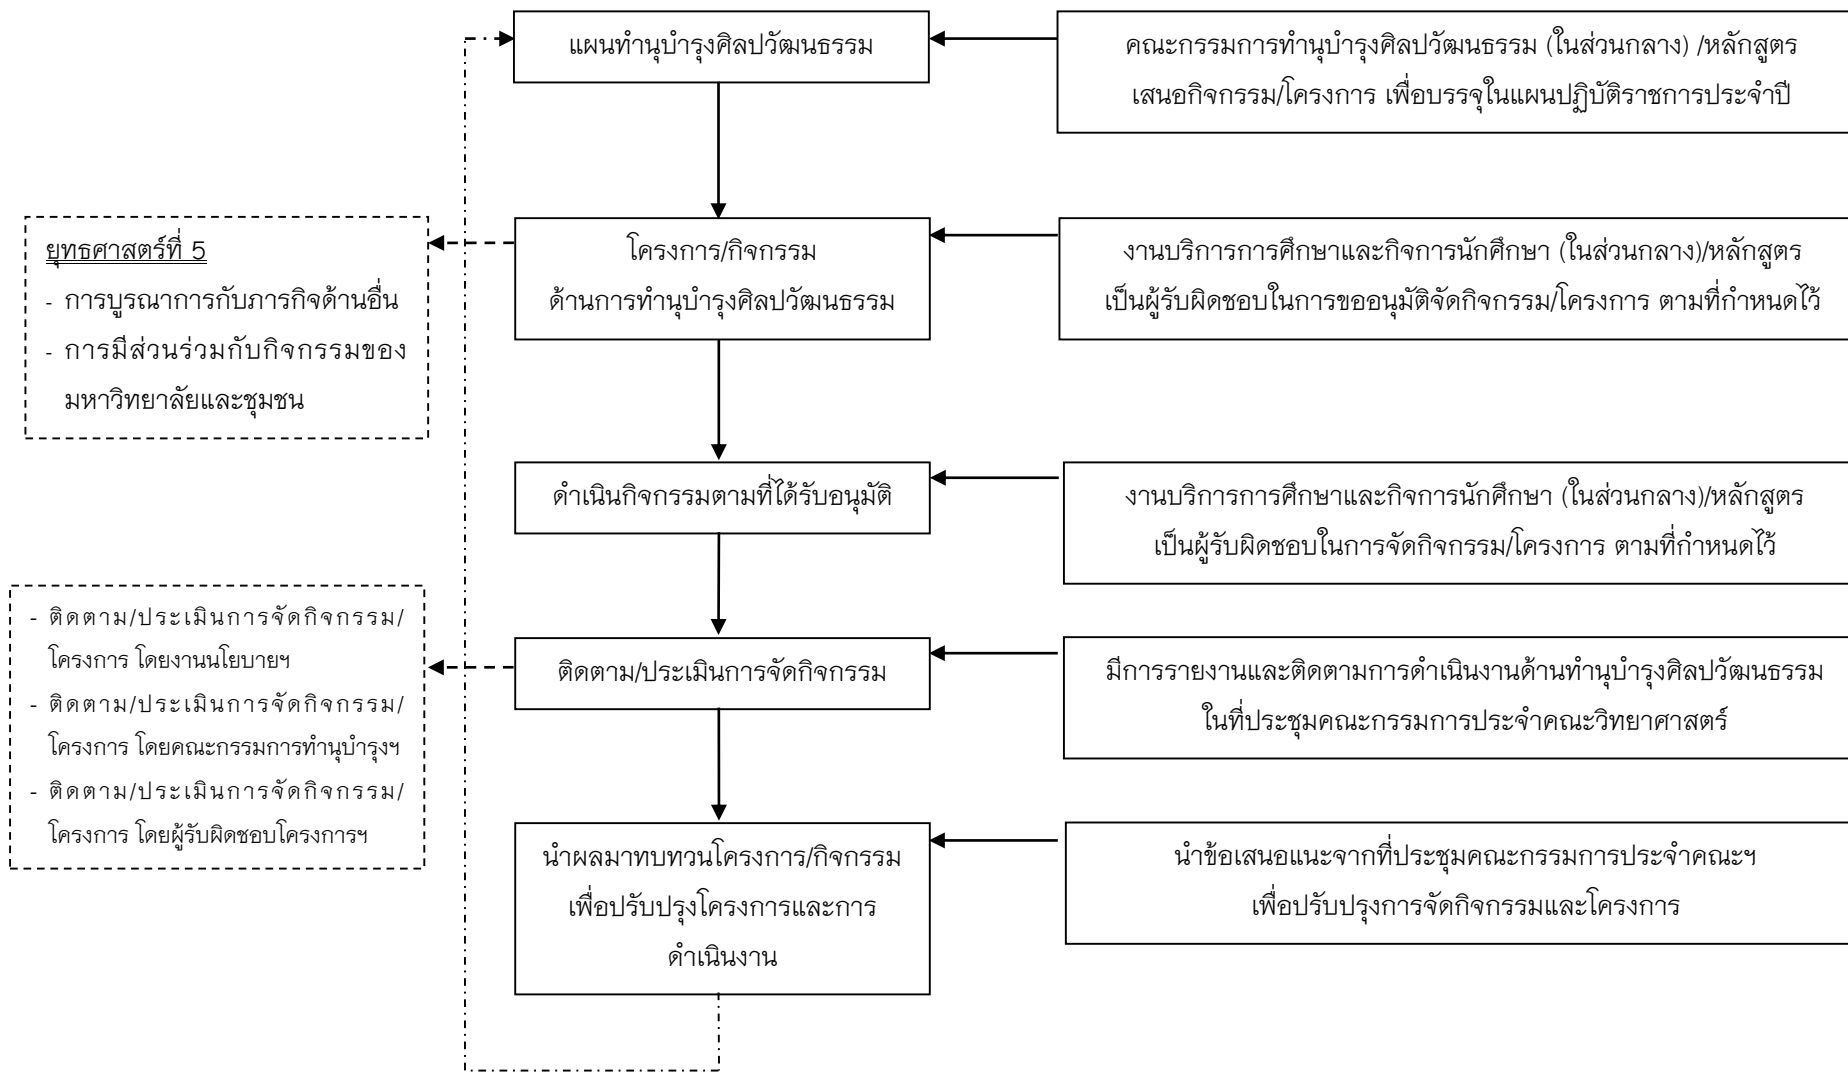 แผนทำนุบำรุงศิลปวัฒนธรรม
คณะกรรมการทำนุบำรุงศิลปวัฒนธรรม (ในส่วนกลาง) /หลักสูตร
เสนอกิจกรรม/โครงการ เพื่อบรรจุในแผนปฏิบัติราชการประจำปี
ยุทธศาสตร์ที่ 5
- การบูรณาการกับภารกิจด้านอื่น
- การมีส่วนร่วมกับกิจกรรมของ
มหาวิทยาลัยและชุมชน
โครงการ/กิจกรรม
ด้านการทำนุบำรุงศิลปวัฒนธรรม
งานบริการการศึกษาและกิจการนักศึกษา (ในส่วนกลาง)/หลักสูตร
เป็นผู้รับผิดชอบในการขออนุมัติจัดกิจกรรม/โครงการ ตามที่กำหนดไว้
ดำเนินกิจกรรมตามที่ได้รับอนุมัติ
งานบริการการศึกษาและกิจการนักศึกษา (ในส่วนกลาง)/หลักสูตร
เป็นผู้รับผิดชอบในการจัดกิจกรรม/โครงการ ตามที่กำหนดไว้
- ติดตาม/ประเมินการจัดกิจกรรม/
โครงการ โดยงานนโยบายฯ
- ติดตาม/ประเมินการจัดกิจกรรม/
โครงการ โดยคณะกรรมการทำนุบำรุงฯ
- ติดตาม/ประเมินการจัดกิจกรรม/
โครงการ โดยผู้รับผิดชอบโครงการฯ
ติดตาม/ประเมินการจัดกิจกรรม
มีการรายงานและติดตามการดำเนินงานด้านทำนุบำรุงศิลปวัฒนธรรม
ในที่ประชุมคณะกรรมการประจำคณะวิทยาศาสตร์
นำผลมาทบทวนโครงการ/กิจกรรม
เพื่อปรับปรุงโครงการและการ
ดำเนินงาน
นำข้อเสนอแนะจากที่ประชุมคณะกรรมการประจำคณะฯ
เพื่อปรับปรุงการจัดกิจกรรมและโครงการ